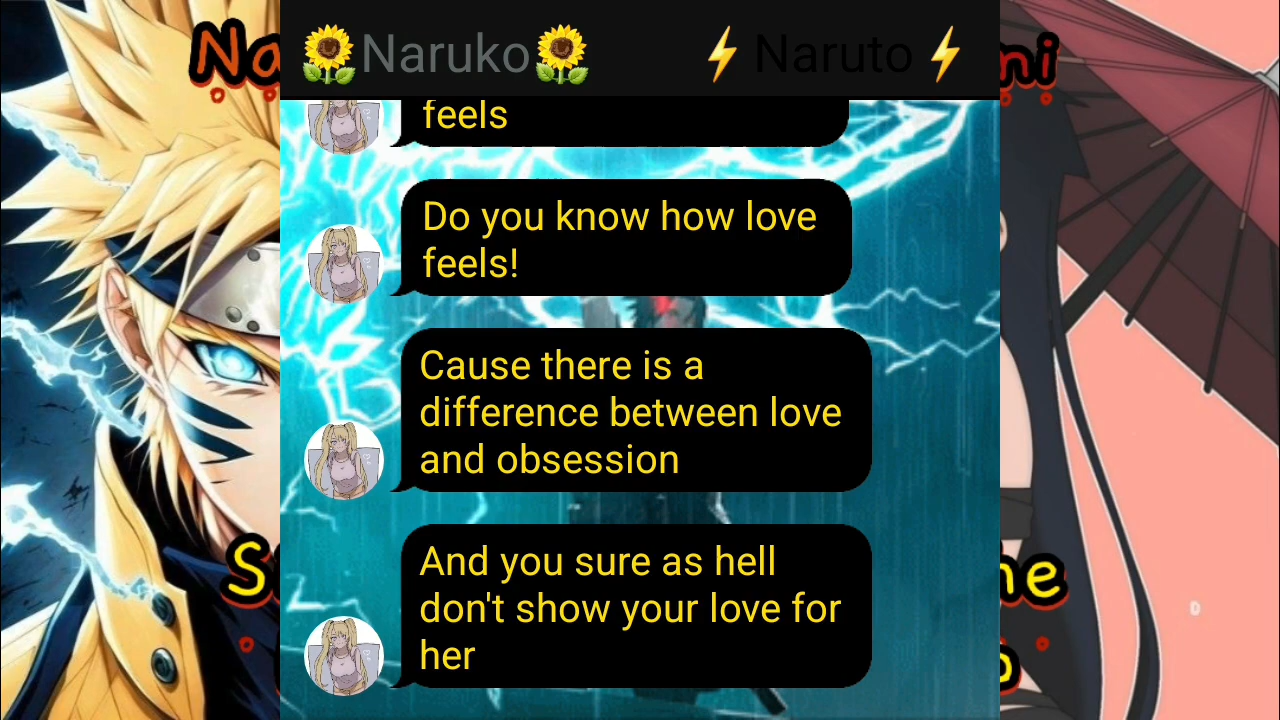 🌻Naruko🌻 ⚡ Naruto ⚡
feels
Do you know how love
feels!
Cause there is a
difference between love
and obsession
And you sure as hell
don't show your love for
her